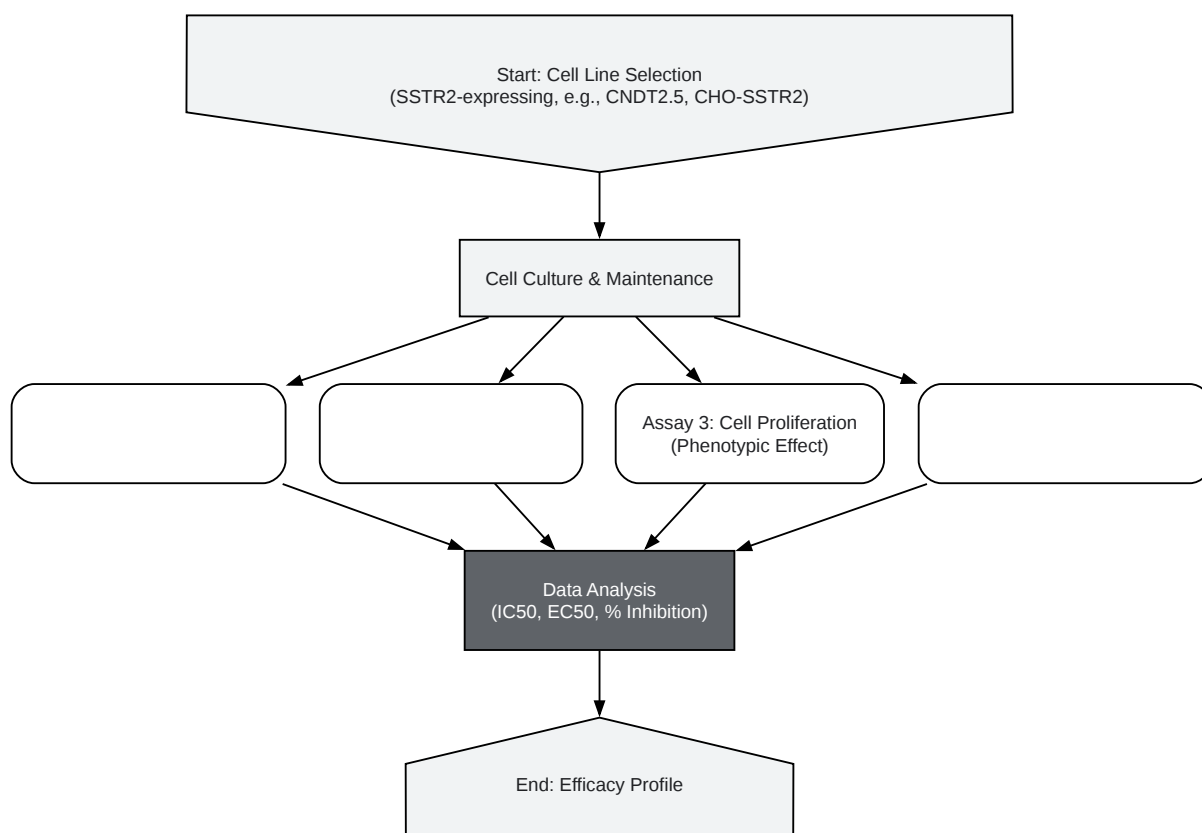 Start: Cell Line Selection
(SSTR2-expressing, e.g., CNDT2.5, CHO-SSTR2)
Cell Culture & Maintenance
Assay 3: Cell Proliferation
(Phenotypic Effect)
Data Analysis
(IC50, EC50, % Inhibition)
End: Efficacy Profile